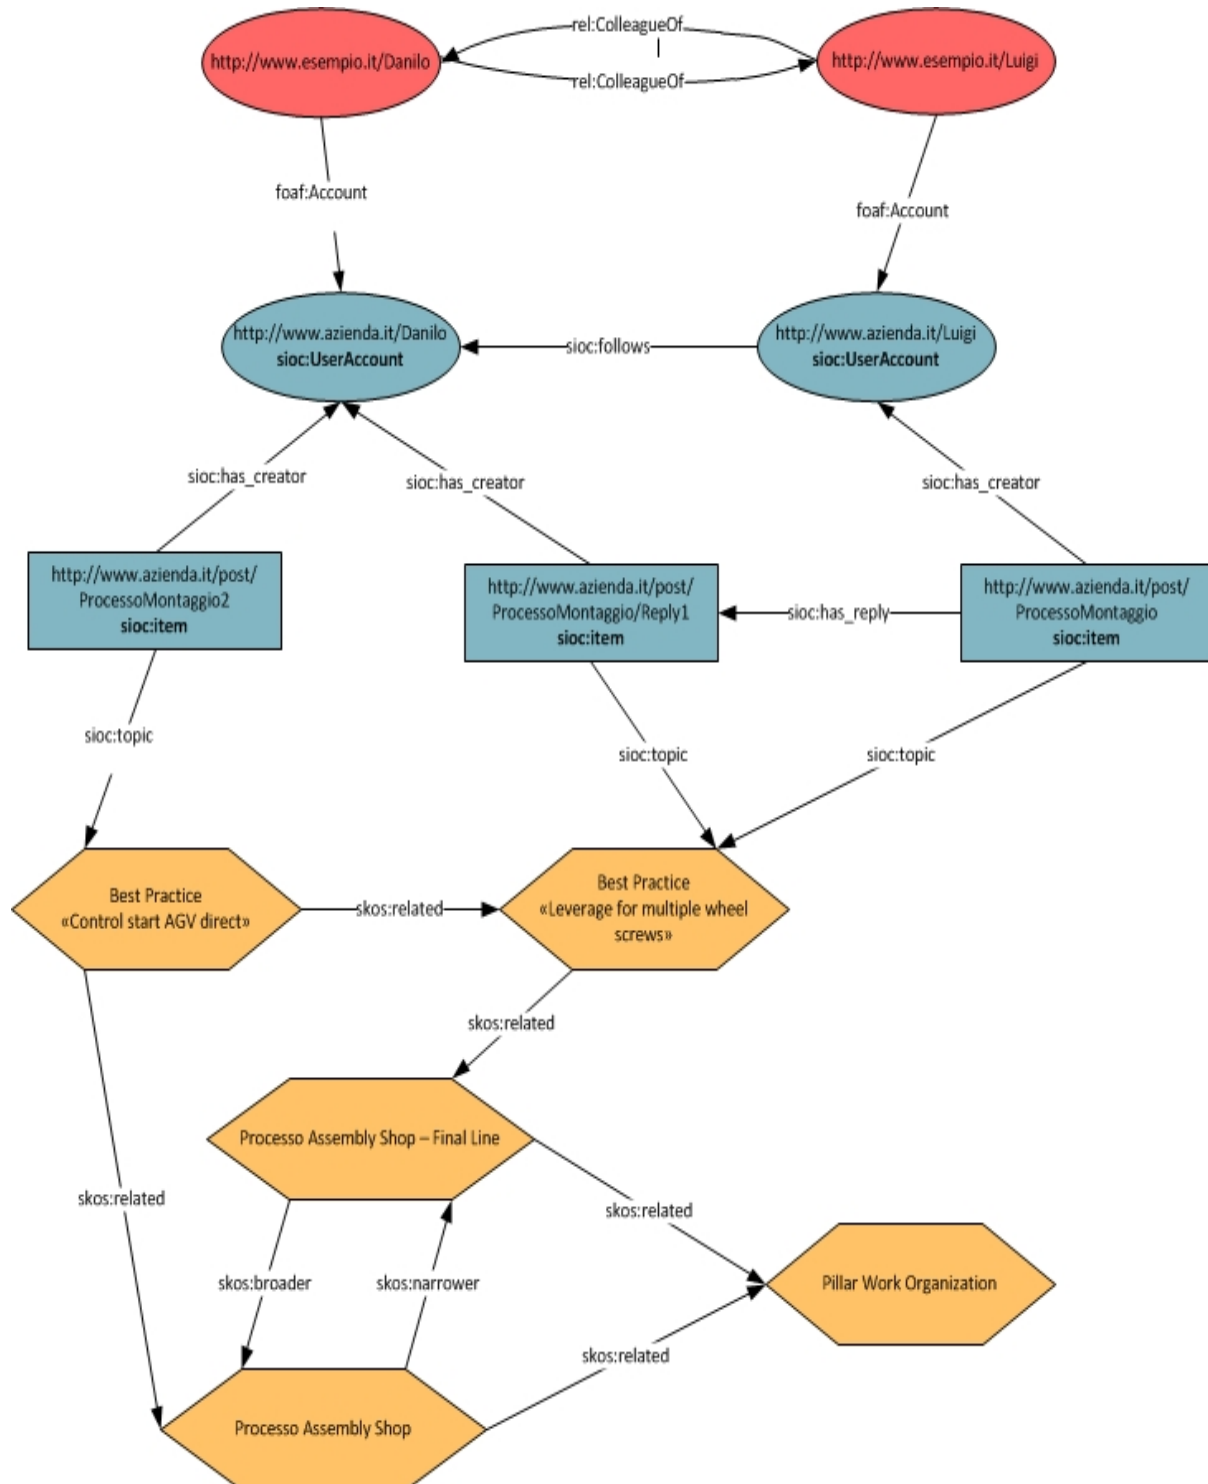 rel:ColleagueOf
http://www.esempio.it/Danilo
http://www.esempio.it/Luigi
rel:ColleagueOf
foaf:Account
foaf:Account
http://www.azienda.it/Danilo
sioc:UserAccount
sioc:follows
http://www.azienda.it/Luigi
sioc:UserAccount
sioc:has_creator
sioc:has_creator
sioc:has_creator
http://www.azienda.it/post/
ProcessoMontaggio2
sioc:item
http://www.azienda.it/post/
ProcessoMontaggio/Reply1
sioc:item
sioc:has_reply
http://www.azienda.it/post/
ProcessoMontaggio
sioc:item
sioc:topic
sioc:topic
sioc:topic
Best Practice
«Control start AGV direct»
skos:related
Best Practice
«Leverage for multiple wheel
screws»
skos:related
Processo Assembly Shop – Final Line
skos:related
skos:related
skos:broader
skos:narrower
Pillar Work Organization
skos:related
Processo Assembly Shop